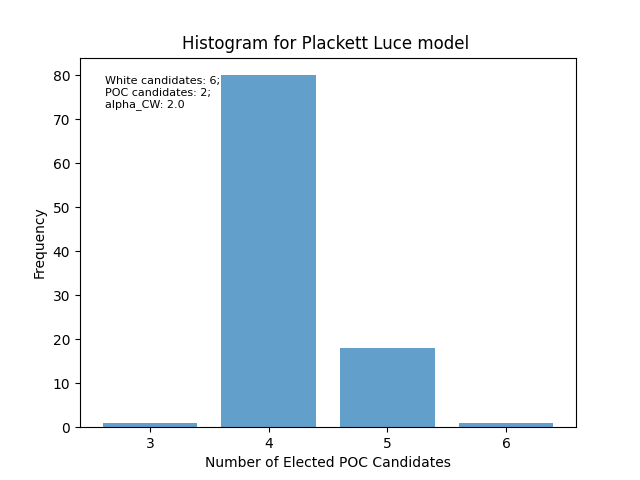 Histogram for Plackett Luce model
White candidates: 6;
POC candidates: 2;
alpha_CW: 2.0
80
70
60
50
40
30
20
10
0
Frequency
3 4 5 6
Number of Elected POC Candidates